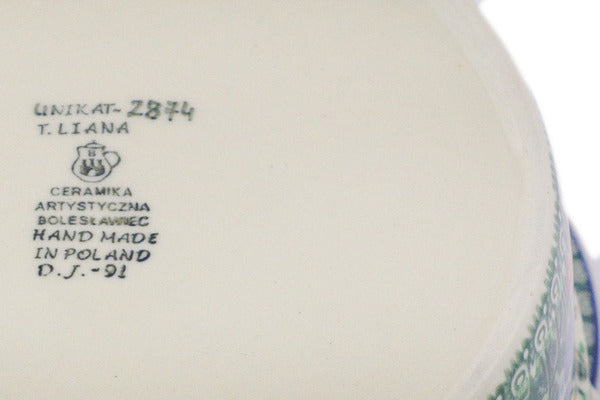 UNIKAT- 2874
T. LIANA
B
CERAMIKA
ARTYSTYCZNA
BOLESŁAWIEC
HAND MADE
IN POLAND
D.J.-91